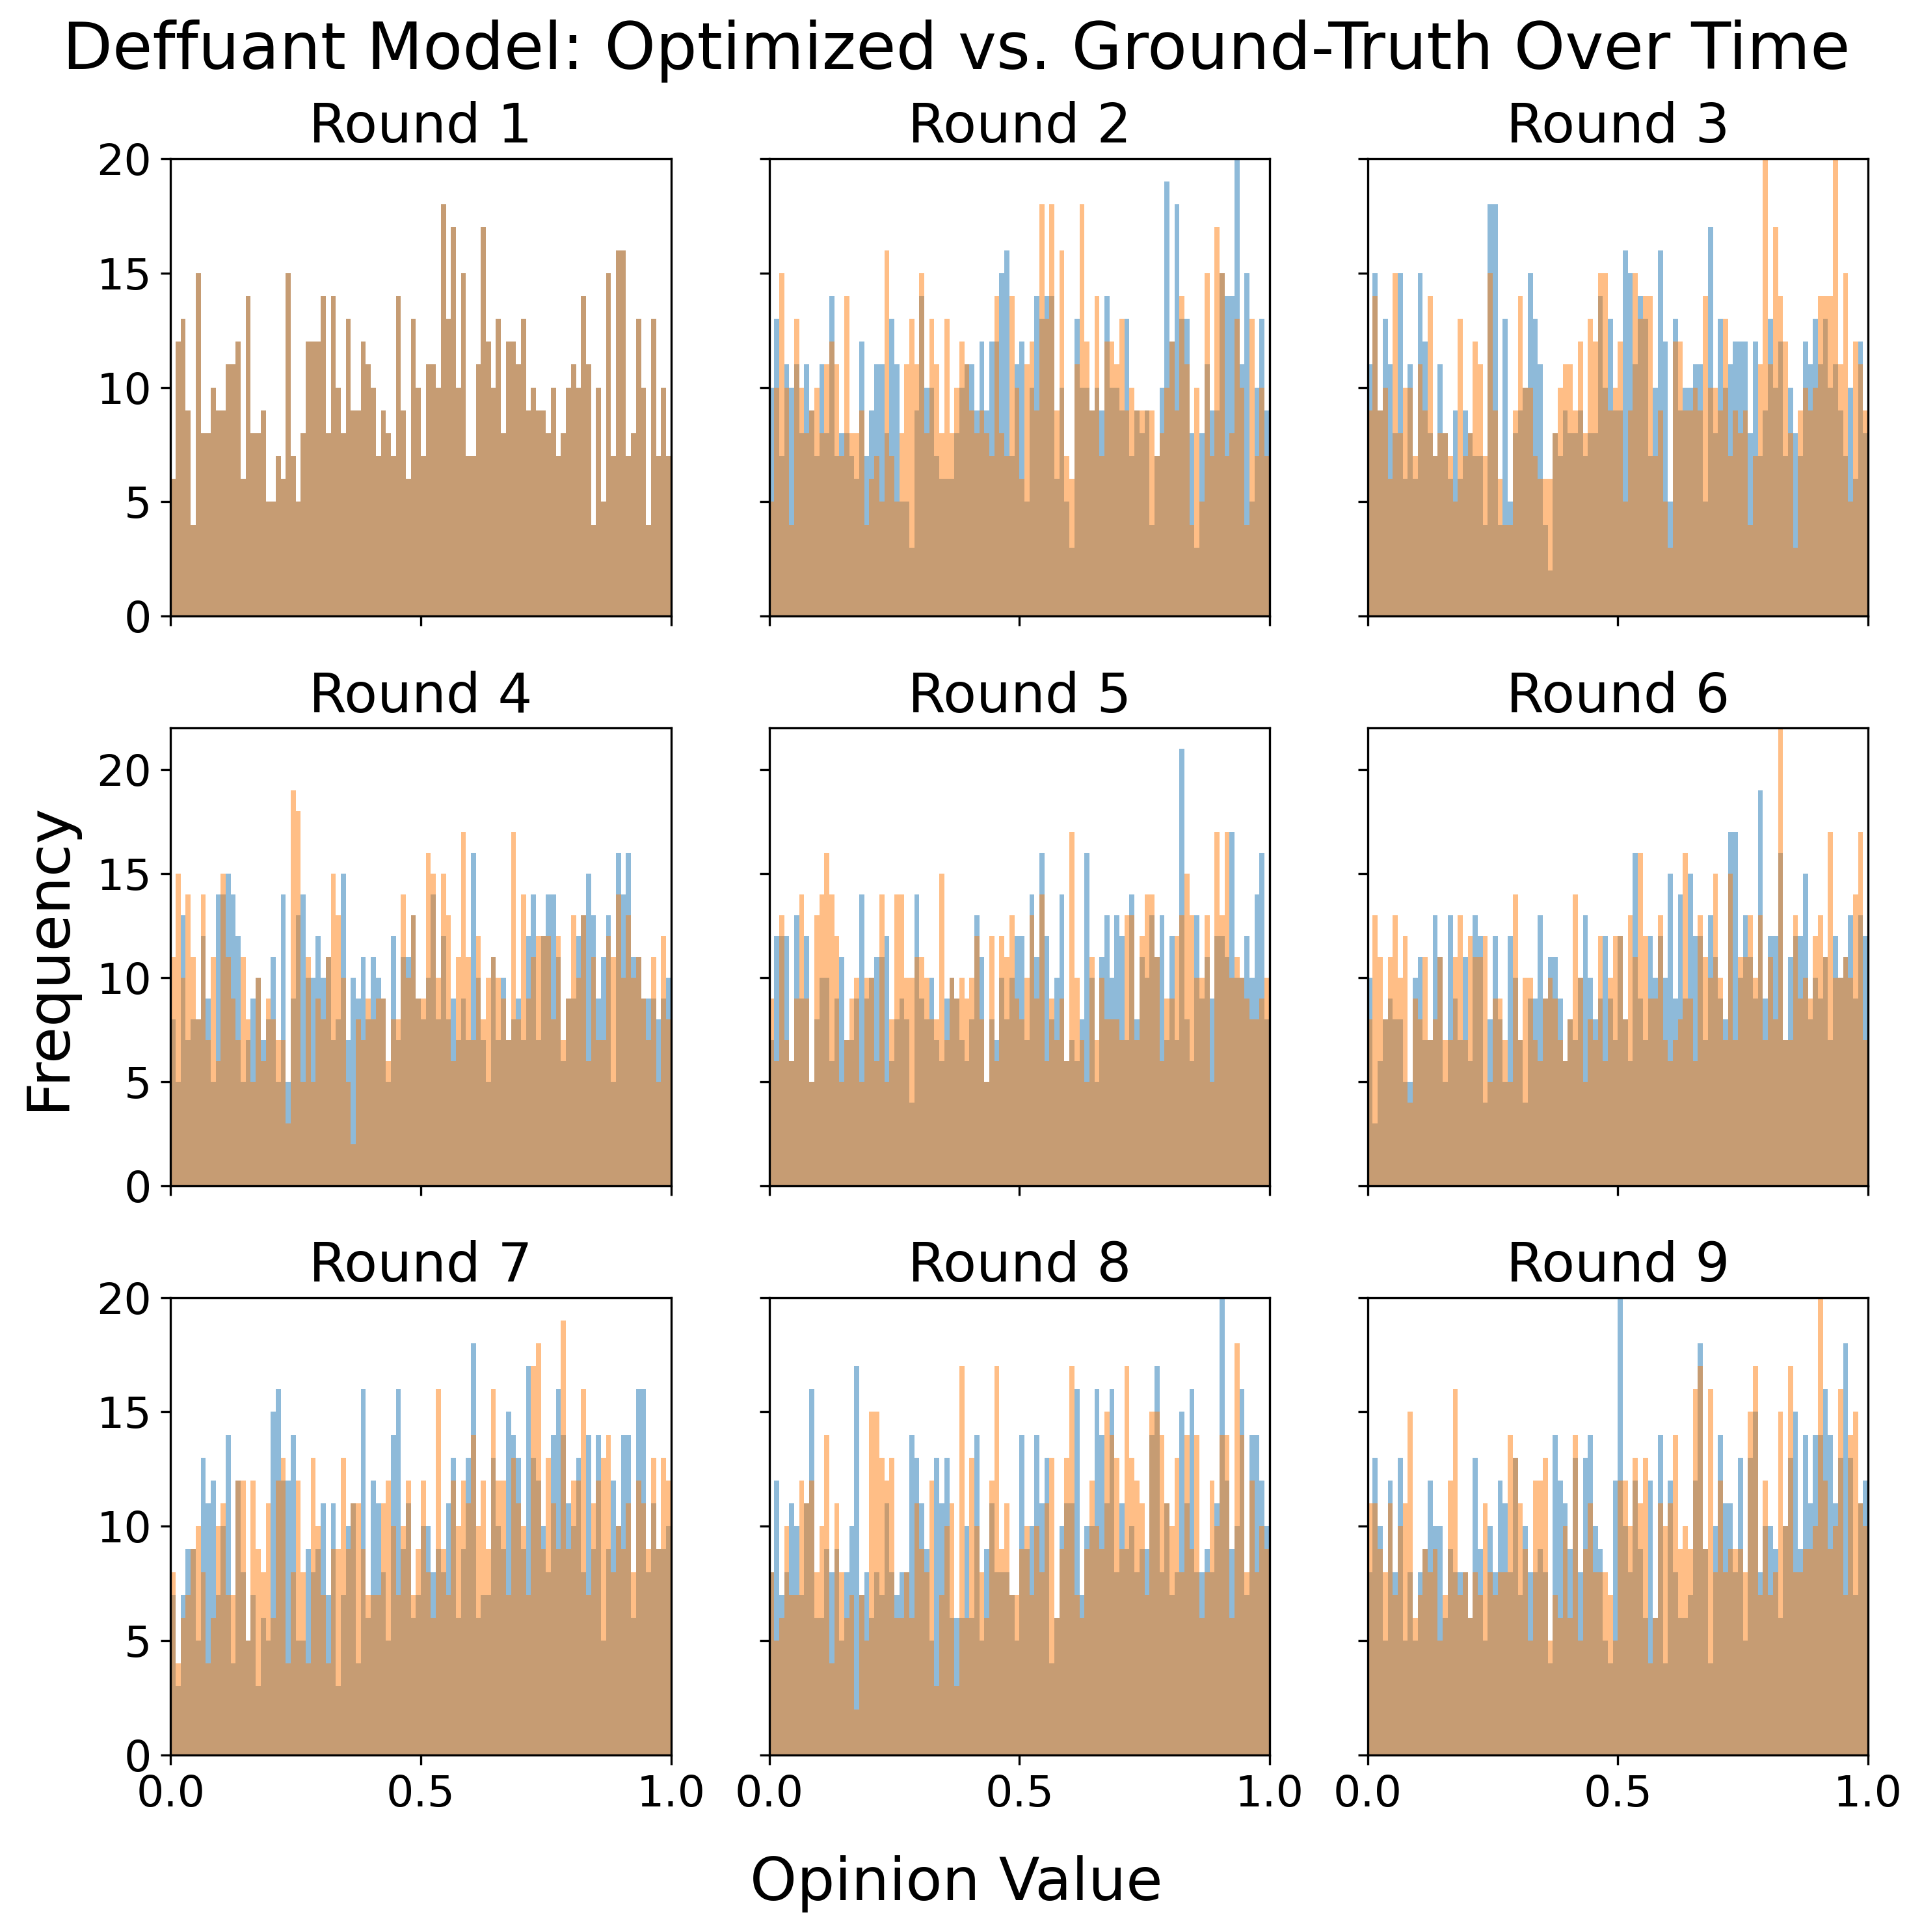 Deffuant Model: Optimized vs. Ground-Truth Over Time
Round 1
Round 2
Round 3
20
15
10
5
0
Round 4
Round 5
Round 6
Frequency
20
15
10
5
0
Round 7
Round 8
Round 9
20
15
10
5
0
0.0 0.5 1.0
0.0 0.5 1.0
0.0 0.5 1.0
Opinion Value